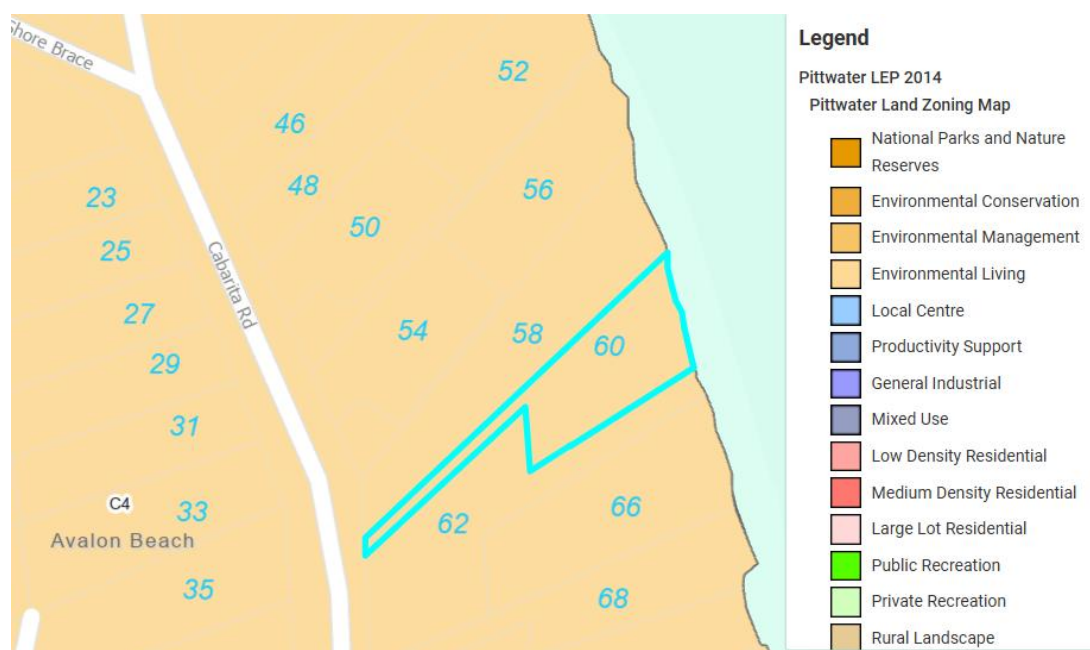 Shore Brace
52
46
23
48
56
50
25
Cabarita Rd
27
54
58
60
29
31
C4
33
62
66
Avalon Beach
35
68
Legend
Pittwater LEP 2014
Pittwater Land Zoning Map
National Parks and Nature
Reserves
Environmental Conservation
Environmental Management
Environmental Living
Local Centre
Productivity Support
General Industrial
Mixed Use
Low Density Residential
Medium Density Residential
Large Lot Residential
Public Recreation
Private Recreation
Rural Landscape